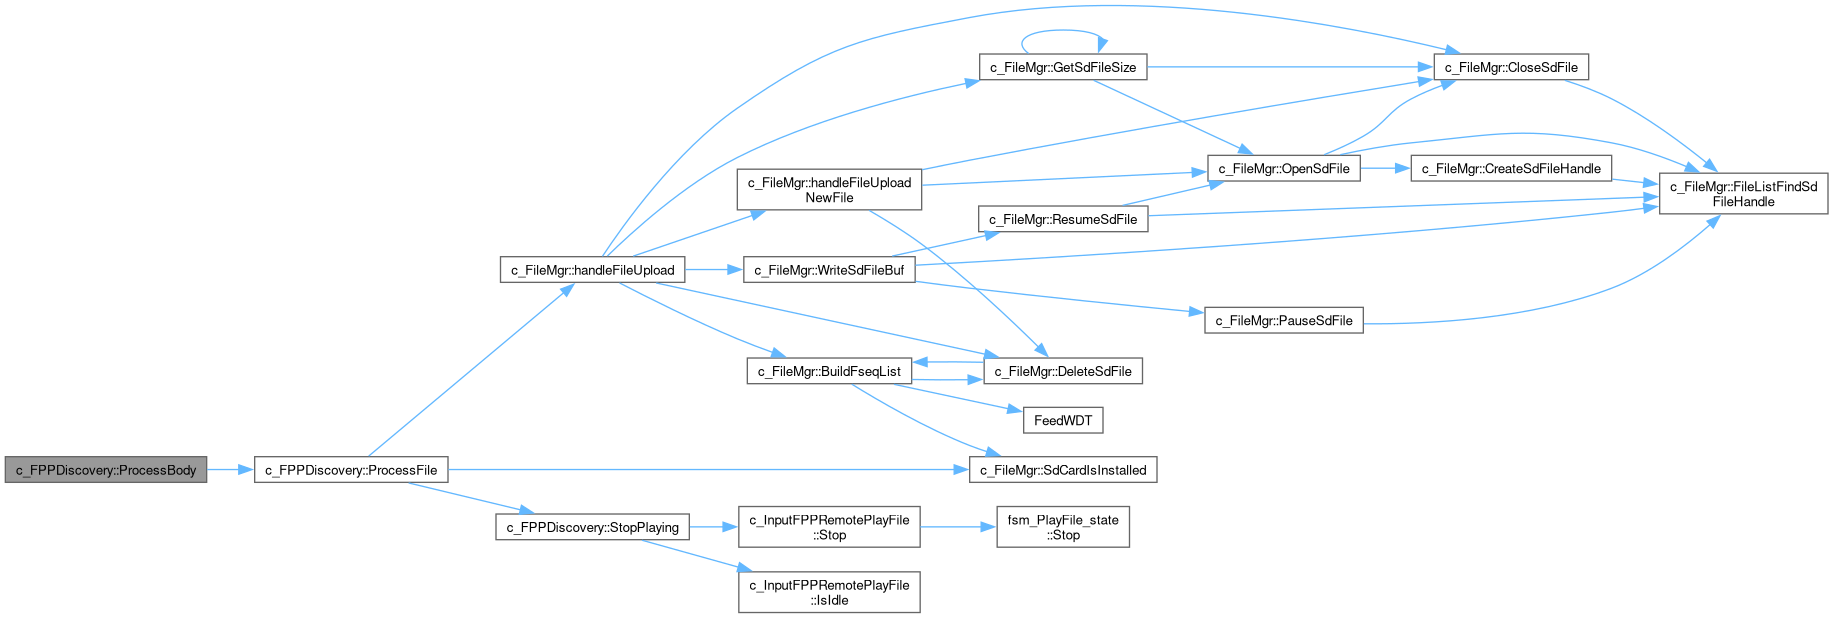 c_FileMgr::GetSdFileSize
c_FileMgr::CloseSdFile
c_FileMgr::OpenSdFile
c_FileMgr::CreateSdFileHandle
c_FileMgr::handleFileUpload
NewFile
c_FileMgr::FileListFindSd
FileHandle
c_FileMgr::ResumeSdFile
c_FileMgr::handleFileUpload
c_FileMgr::WriteSdFileBuf
c_FileMgr::PauseSdFile
c_FileMgr::BuildFseqList
c_FileMgr::DeleteSdFile
FeedWDT
c_FPPDiscovery::ProcessBody
c_FPPDiscovery::ProcessFile
c_FileMgr::SdCardIsInstalled
c_FPPDiscovery::StopPlaying
c_InputFPPRemotePlayFile
::Stop
fsm_PlayFile_state
::Stop
c_InputFPPRemotePlayFile
::IsIdle